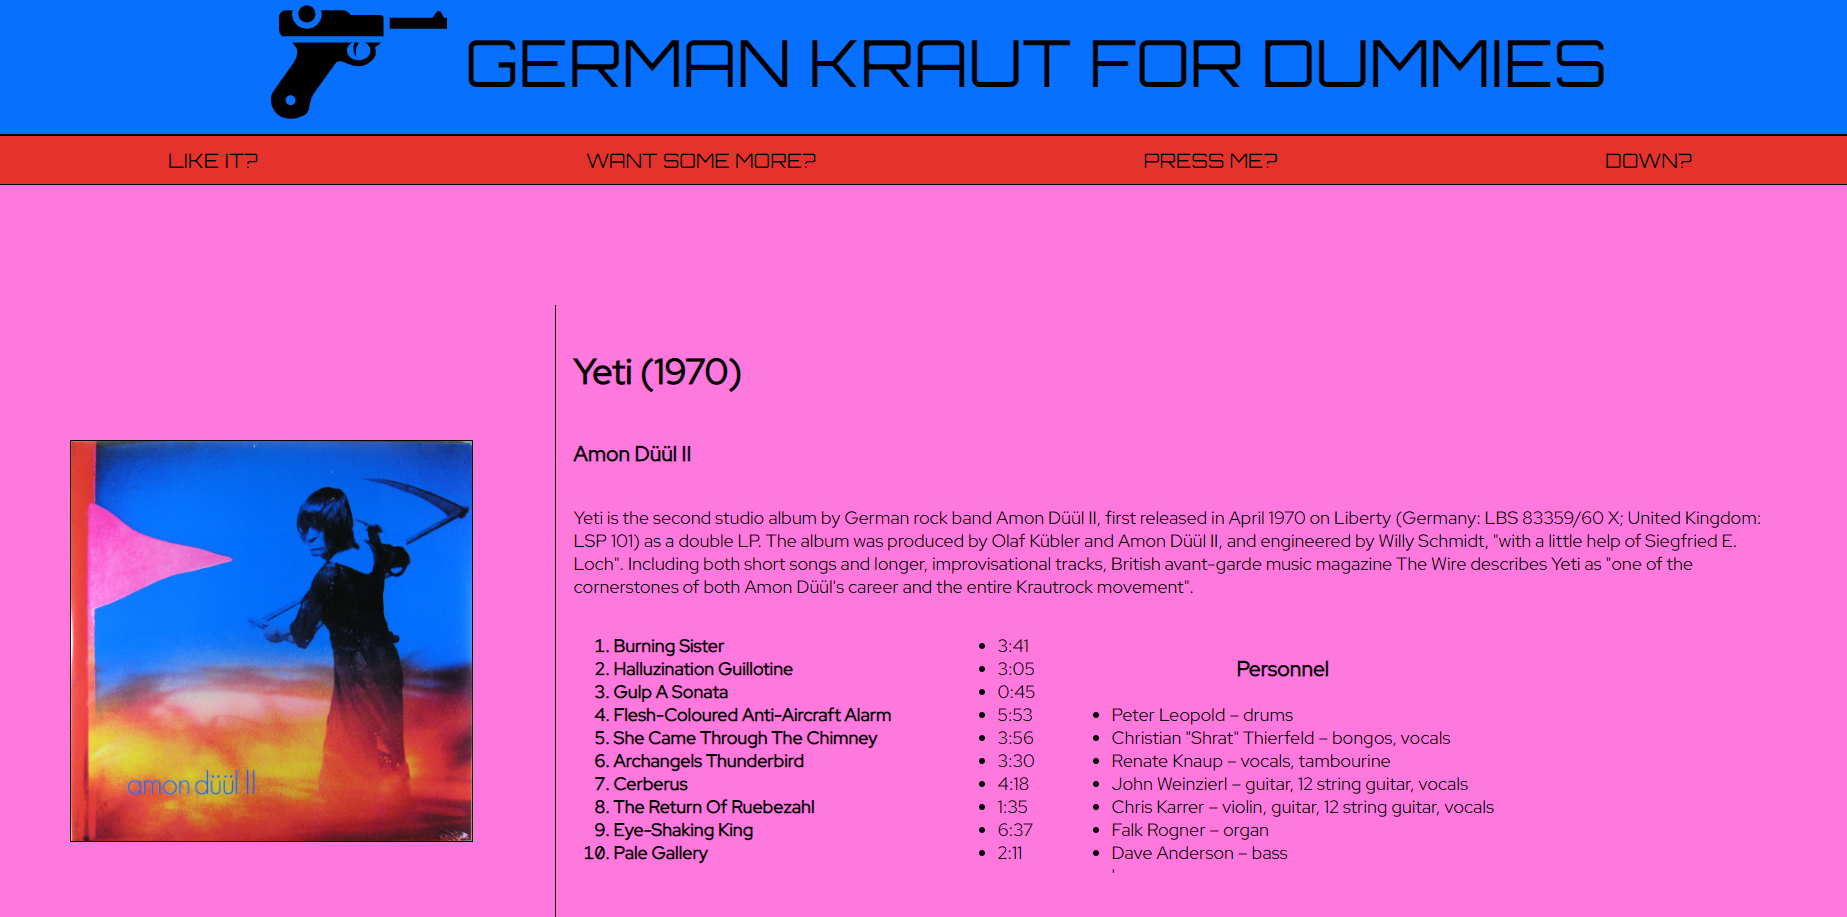 GERMAN KRAUT FOR DUMMIES
LIKE IT? WANT SOME MORE? PRESS ME? DOWN?
Yeti (1970)
Amon Düül II
Yeti is the second studio album by German rock band Amon Düül II, first released in April 1970 on Liberty (Germany: LBS 83359/60 X; United Kingdom:
LSP 101) as a double LP. The album was produced by Olaf Kübler and Amon Düül II, and engineered by Willy Schmidt, "with a little help of Siegfried E.
Loch". Including both short songs and longer, improvisational tracks, British avant-garde music magazine The Wire describes Yeti as "one of the
cornerstones of both Amon Düül's career and the entire Krautrock movement".
1. Burning Sister
2. Halluzination Guillotine
3. Gulp A Sonata
4. Flesh-Coloured Anti-Aircraft Alarm
5. She Came Through The Chimney
6. Archangels Thunderbird
7. Cerberus
8. The Return Of Ruebezahl
9. Eye-Shaking King
10. Pale Gallery
• 3:41
• 3:05
• 0:45
• 5:53
• 3:56
• 3:30
• 4:18
• 1:35
• 6:37
• 2:11
Personnel
• Peter Leopold – drums
• Christian "Shrat" Thierfeld – bongos, vocals
• Renate Knaup – vocals, tambourine
• John Weinzierl – guitar, 12 string guitar, vocals
• Chris Karrer – violin, guitar, 12 string guitar, vocals
• Falk Rogner – organ
• Dave Anderson – bass
'
amon düül II